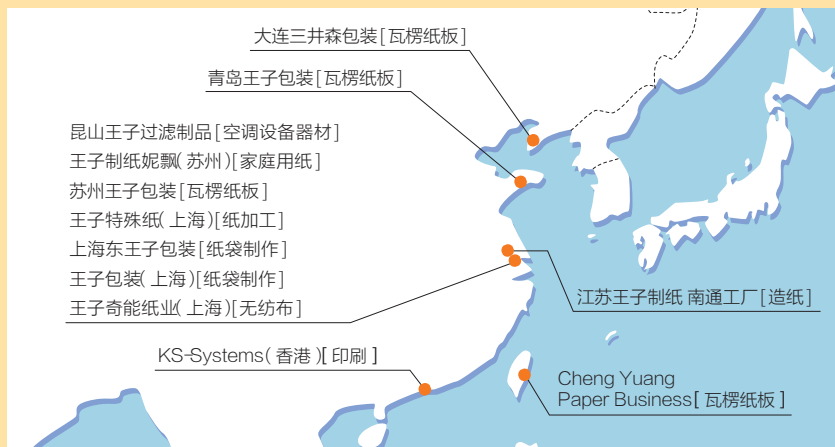 大连三井森包装[瓦楞纸板]
青岛王子包装[瓦楞纸板]
昆山王子过滤制品[空调设备器材]
王子制纸妮飘(苏州)[家庭用纸]
苏州王子包装[瓦楞纸板]
王子特殊纸(上海)[纸加工]
上海东王子包装[纸袋制作]
王子包装(上海)[纸袋制作]
王子奇能纸业(上海)[无纺布]
江苏王子制纸 南通工厂[造纸]
KS-Systems(香港)[印刷]
Cheng Yuang
Paper Business[瓦楞纸板]